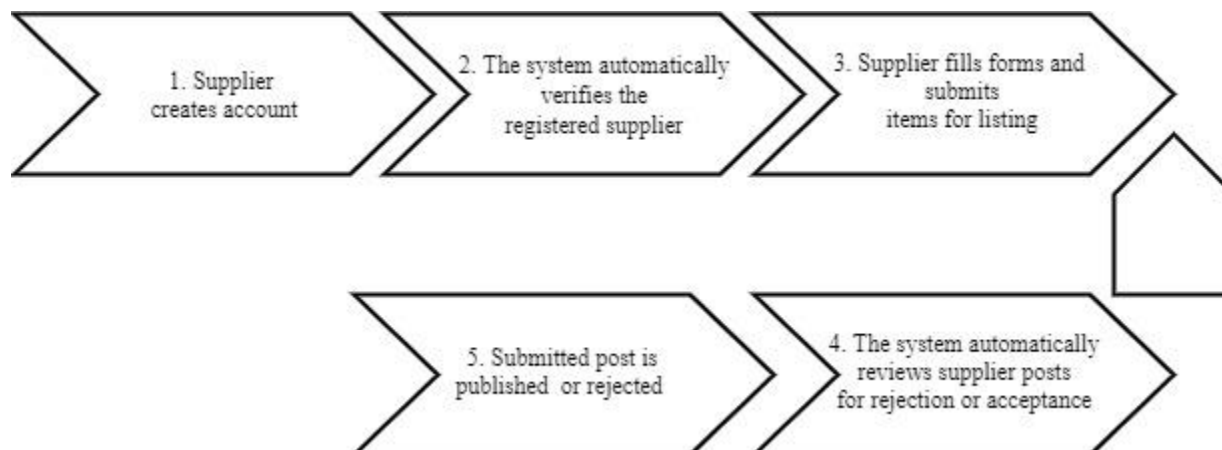 1. Supplier
creates account
2. The system automatically
verifies the
registered supplier
3. Supplier fills forms and
submits
items for listing
4. The system automatically
reviews supplier posts
for rejection or acceptance
5. Submitted post is
published or rejected